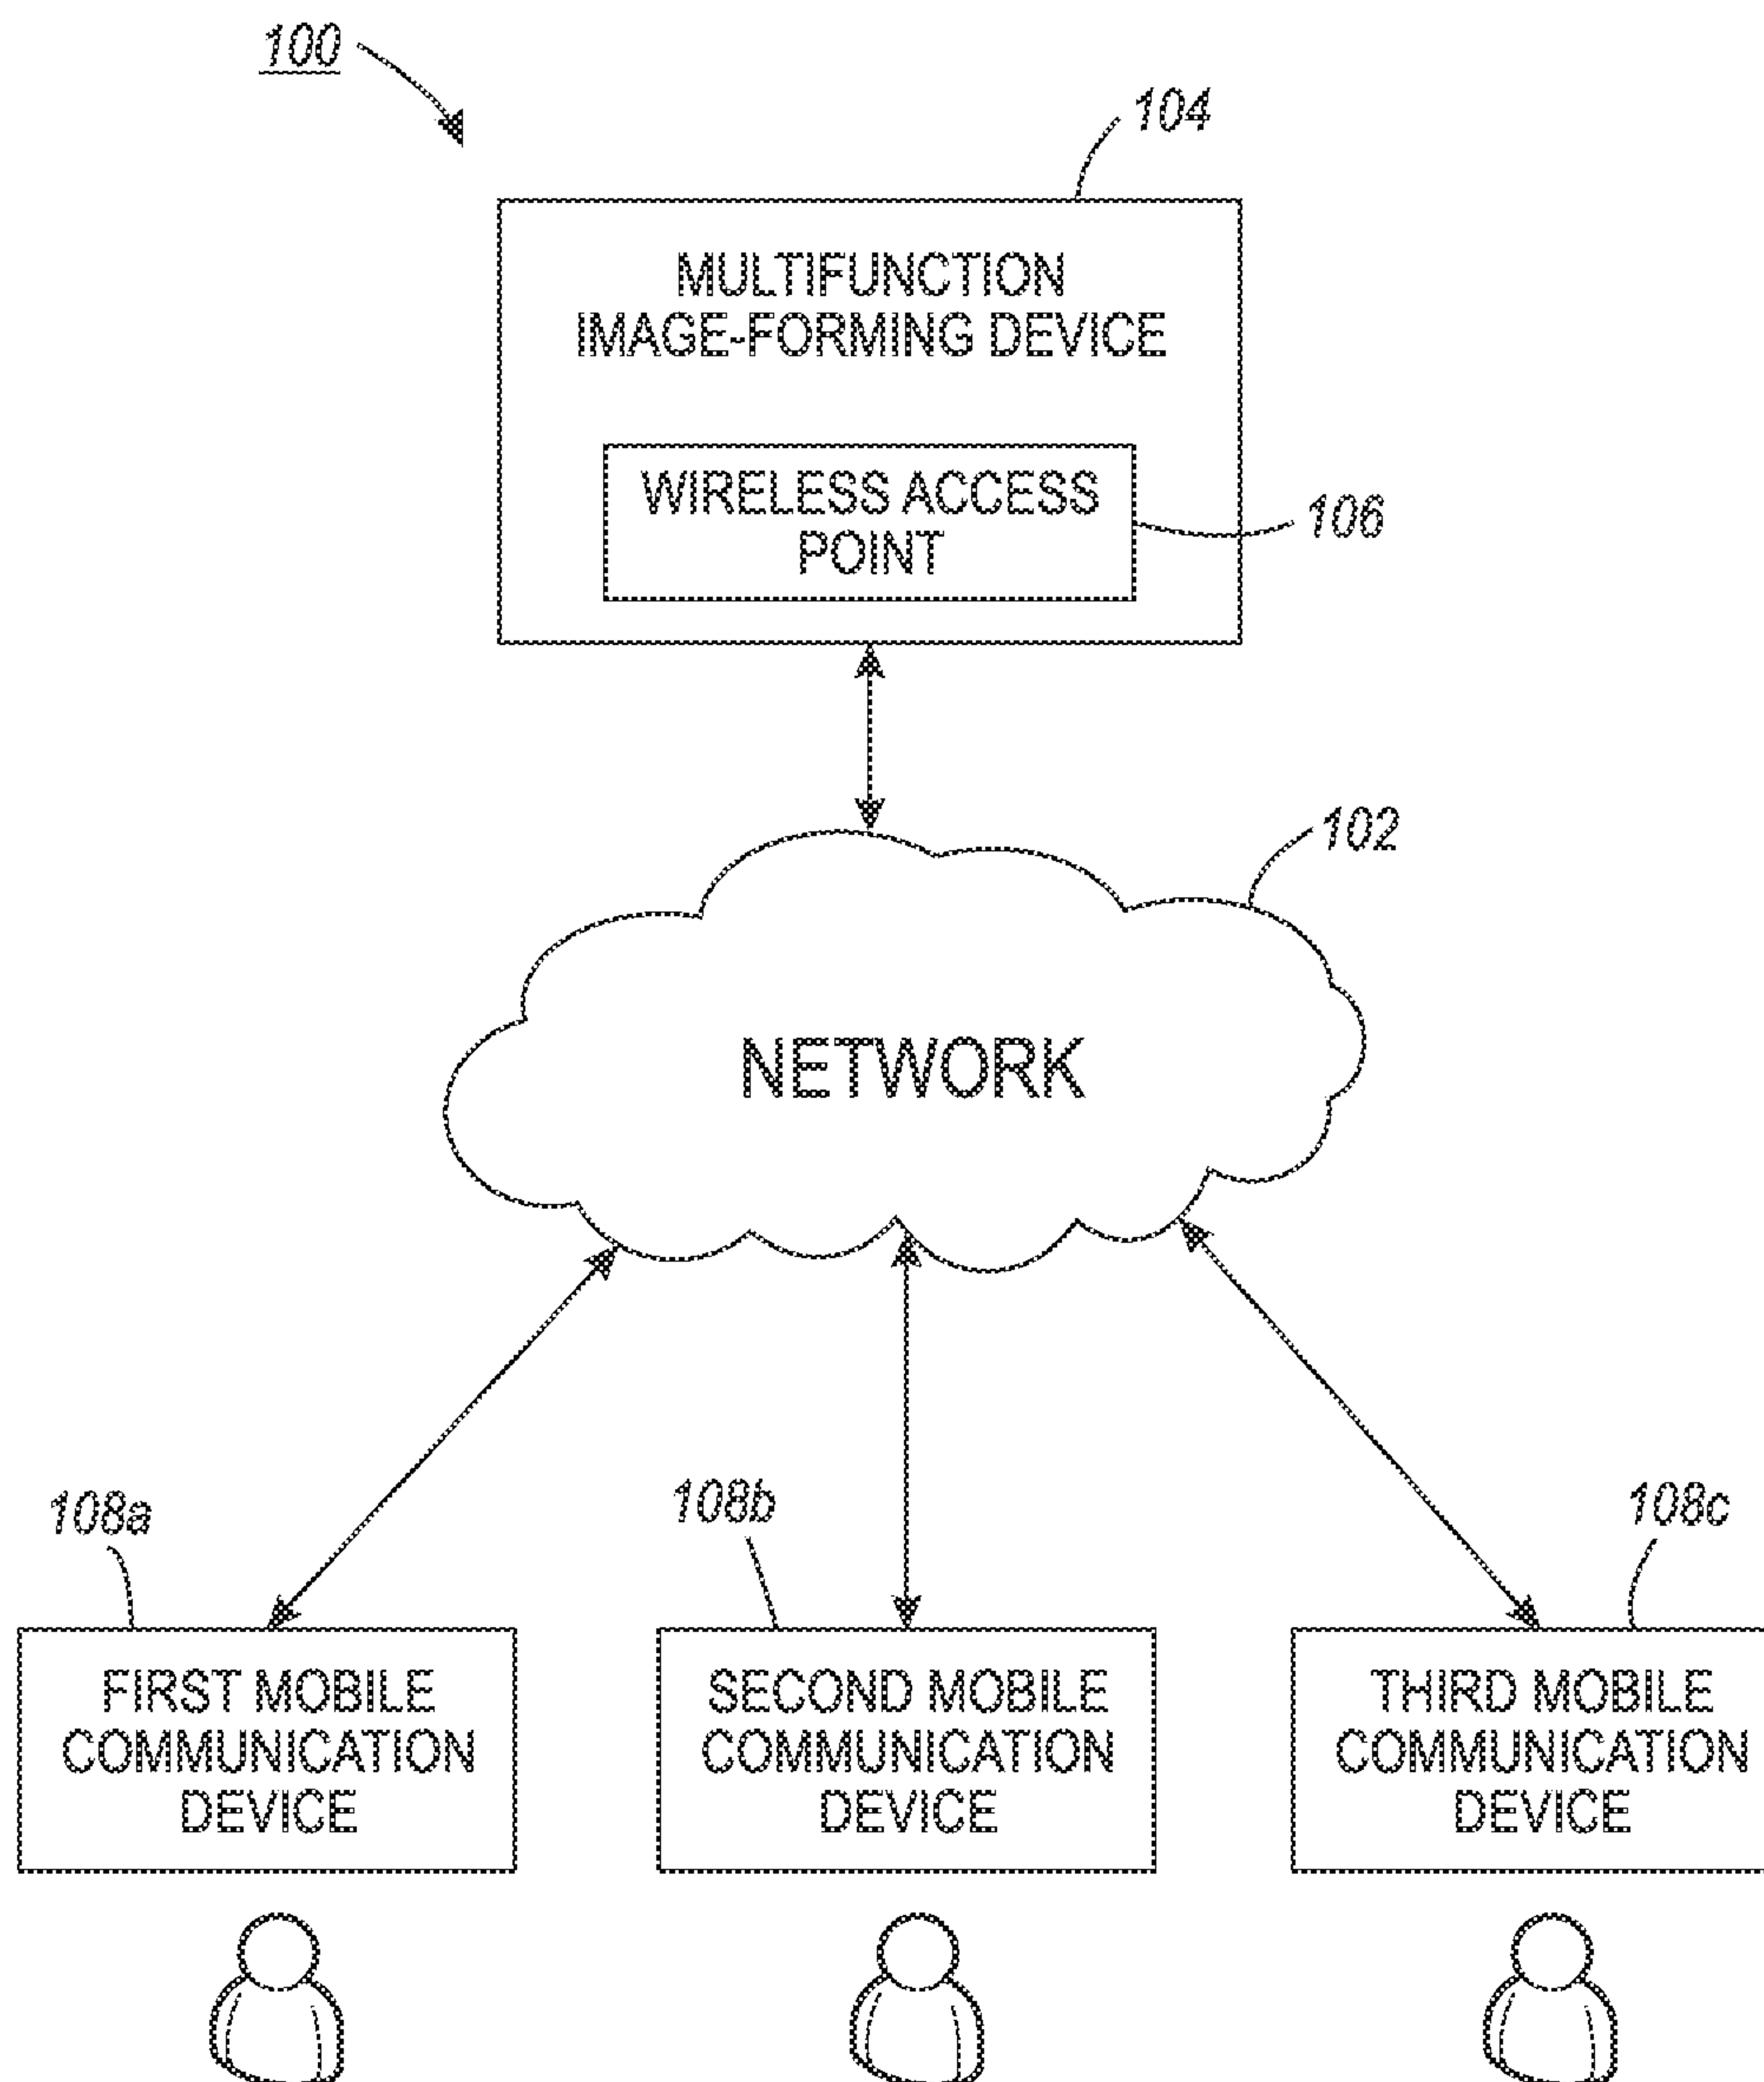 100
104
MULTIFUNCTION
IMAGE-FORMING DEVICE
WIRELESS ACCESS
POINT
106
102
NETWORK
108a
108b
108c
FIRST MOBILE
COMMUNICATION
DEVICE
SECOND MOBILE
COMMUNICATION
DEVICE
THIRD MOBILE
COMMUNICATION
DEVICE